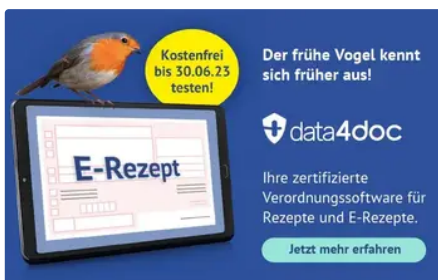 Kostenfrei
bis 30.06.23
testen!
Der frühe Vogel kennt
sich früher aus!
data4doc
E-Rezept
Ihre zertifizierte
Verordnungssoftware für
Rezepte und E-Rezepte.
Jetzt mehr erfahren